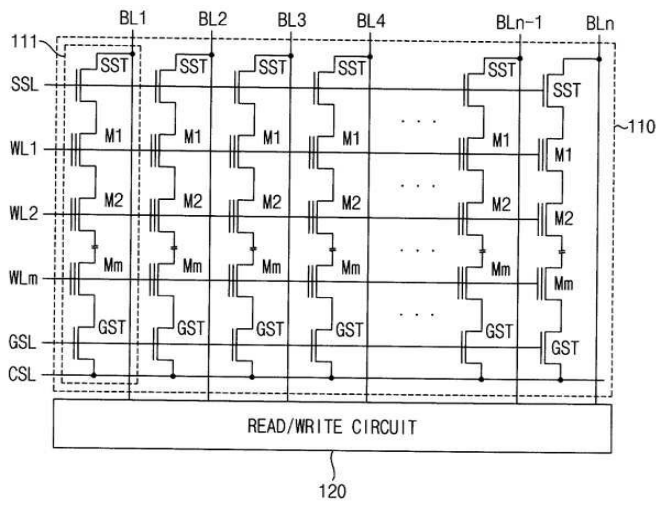 BL1 BL2 BL3 BL4 BLn-1 BLn
111
SST SST SST SST SST SST
SSL
110
WL1 M1 M1 M1 M1 . . . M1 M1
. . .
WL2 M2 M2 M2 M2 M2 M2
. . .
WLm Mm Mm Mm Mm Mm Mm
. . .
GSL GST GST GST GST GST GST
CSL
READ/WRITE CIRCUIT
120